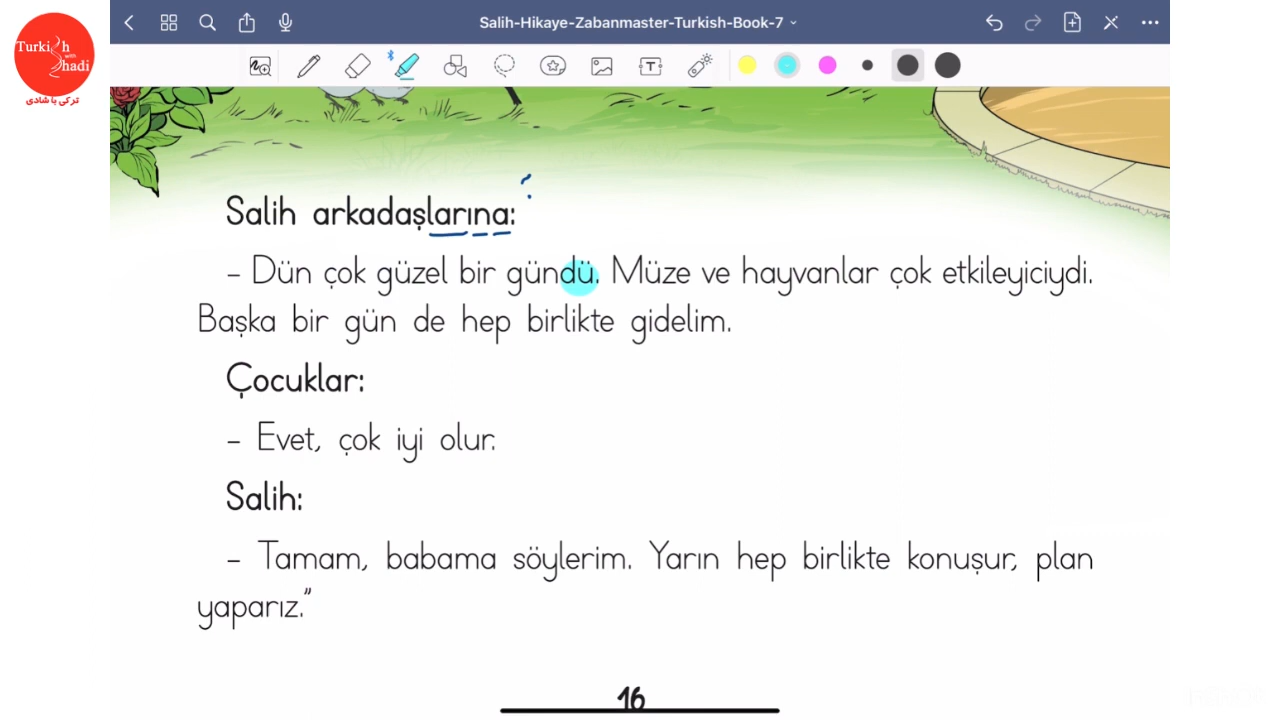 Salih-Hikaye-Zabanmaster-Turkish-Book-7
Turkish
with
Shadi
ترکی با شادی
Salih arkadaşlarına:
– Dün çok güzel bir gündü. Müze ve hayvanlar çok etkileyiciydi.
Başka bir gün de hep birlikte gidelim.
Çocuklar:
– Evet, çok iyi olur.
Salih:
– Tamam, babama söylerim. Yarın hep birlikte konuşur, plan
yaparız.”
16